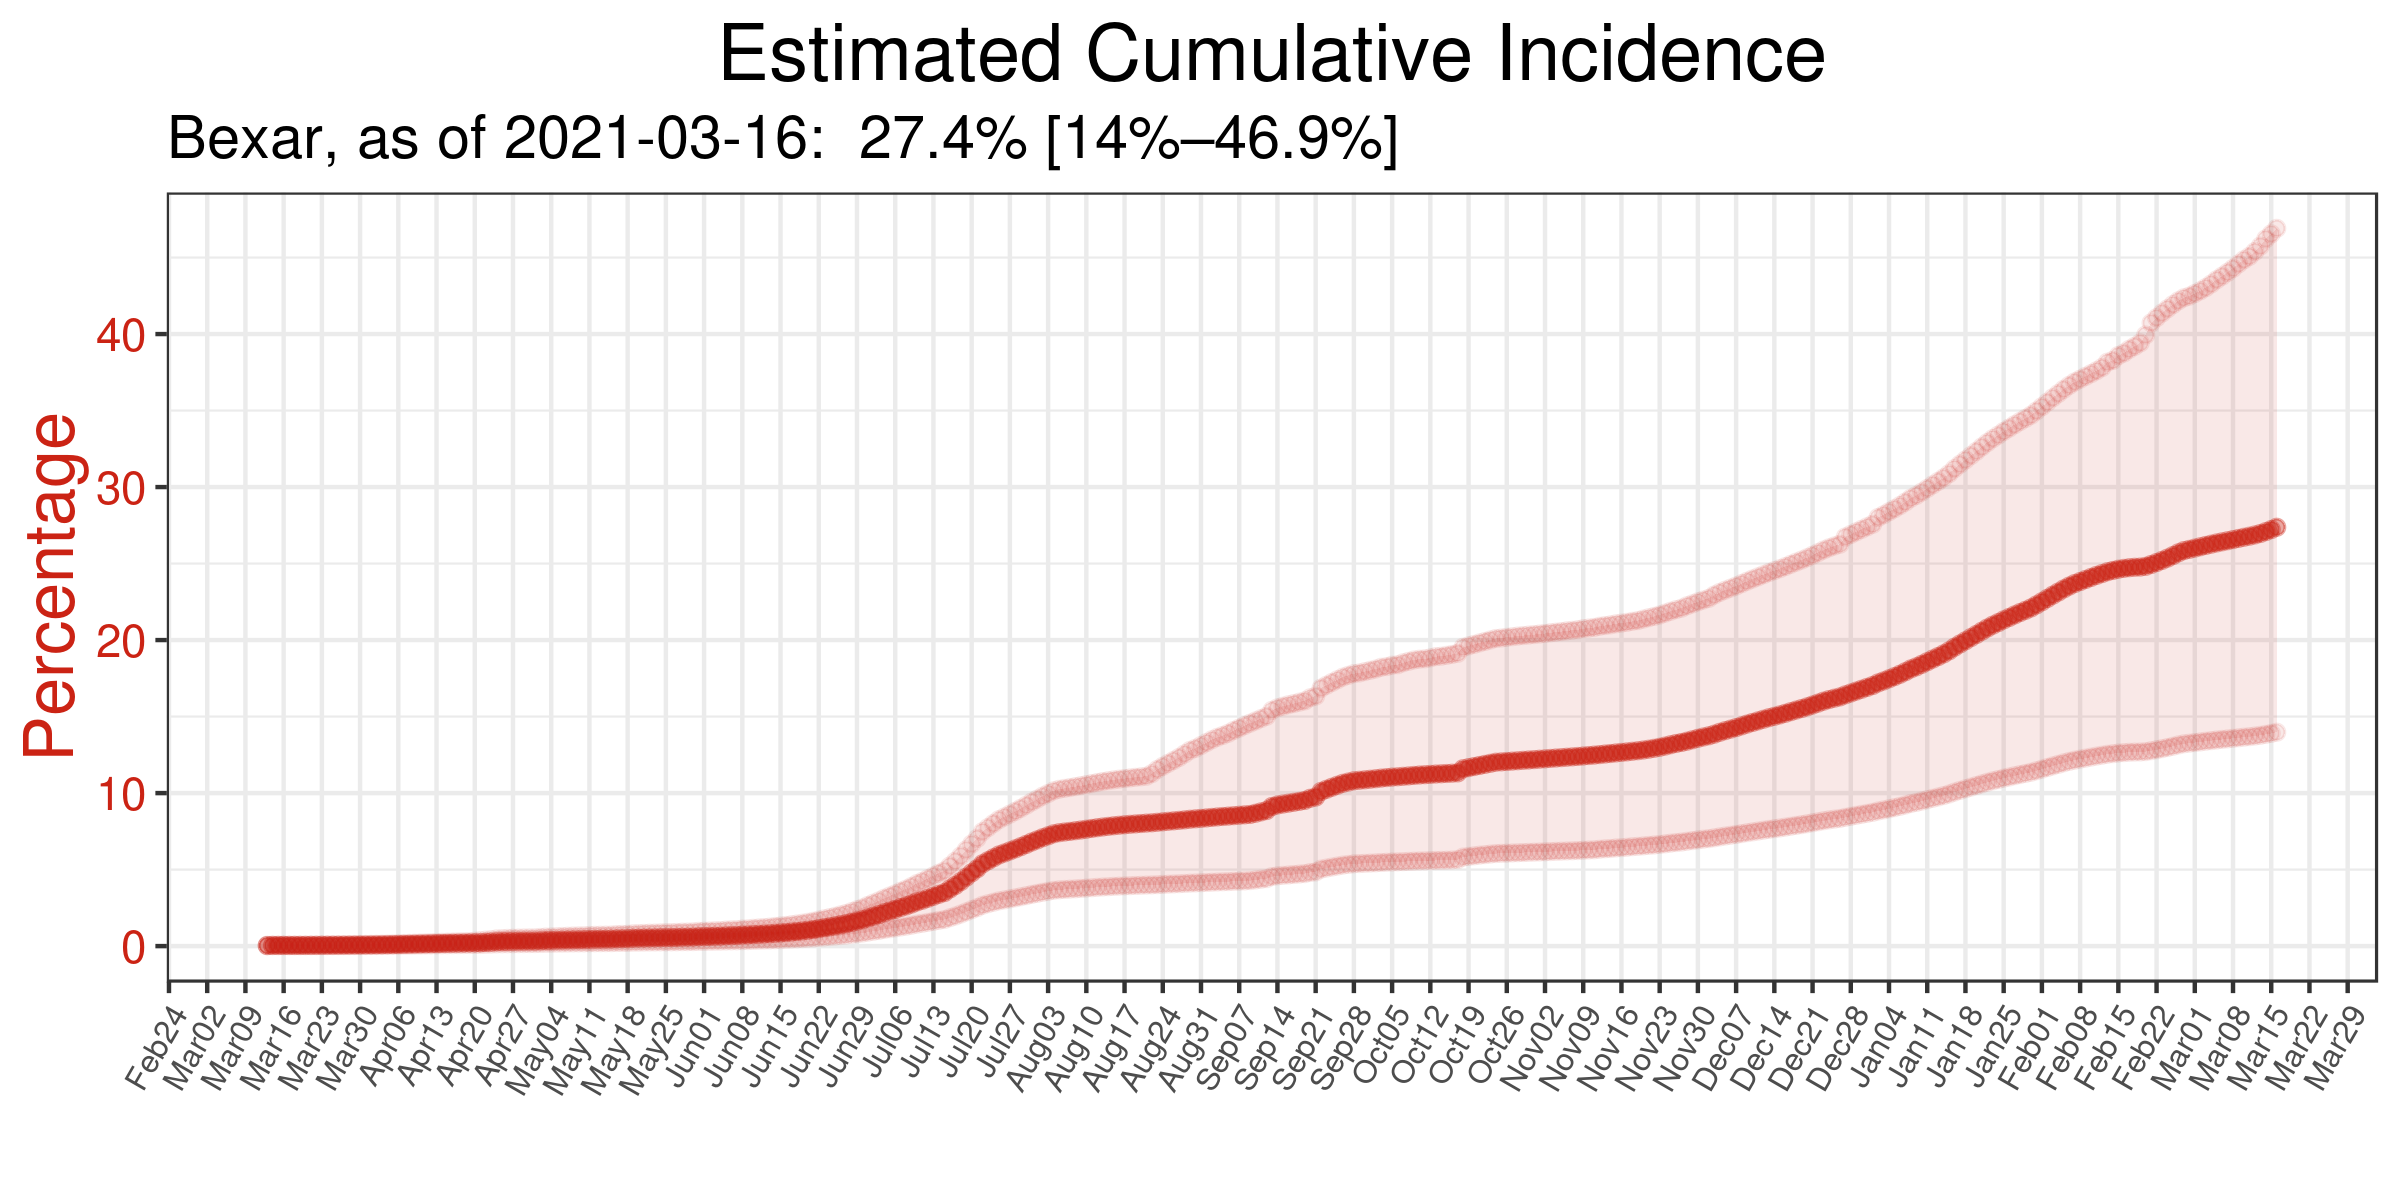 Estimated Cumulative Incidence
Bexar, as of 2021-03-16:  27.4% [14%–46.9%]
Percentage
40
30
20
10
0
Feb24
Mar02
Mar09
Mar16
Mar23
Mar30
Apr06
Apr13
Apr20
Apr27
May04
May11
May18
May25
Jun01
Jun08
Jun15
Jun22
Jun29
Jul06
Jul13
Jul20
Jul27
Aug03
Aug10
Aug17
Aug24
Aug31
Sep07
Sep14
Sep21
Sep28
Oct05
Oct12
Oct19
Oct26
Nov02
Nov09
Nov16
Nov23
Nov30
Dec07
Dec14
Dec21
Dec28
Jan04
Jan11
Jan18
Jan25
Feb01
Feb08
Feb15
Feb22
Mar01
Mar08
Mar15
Mar22
Mar29